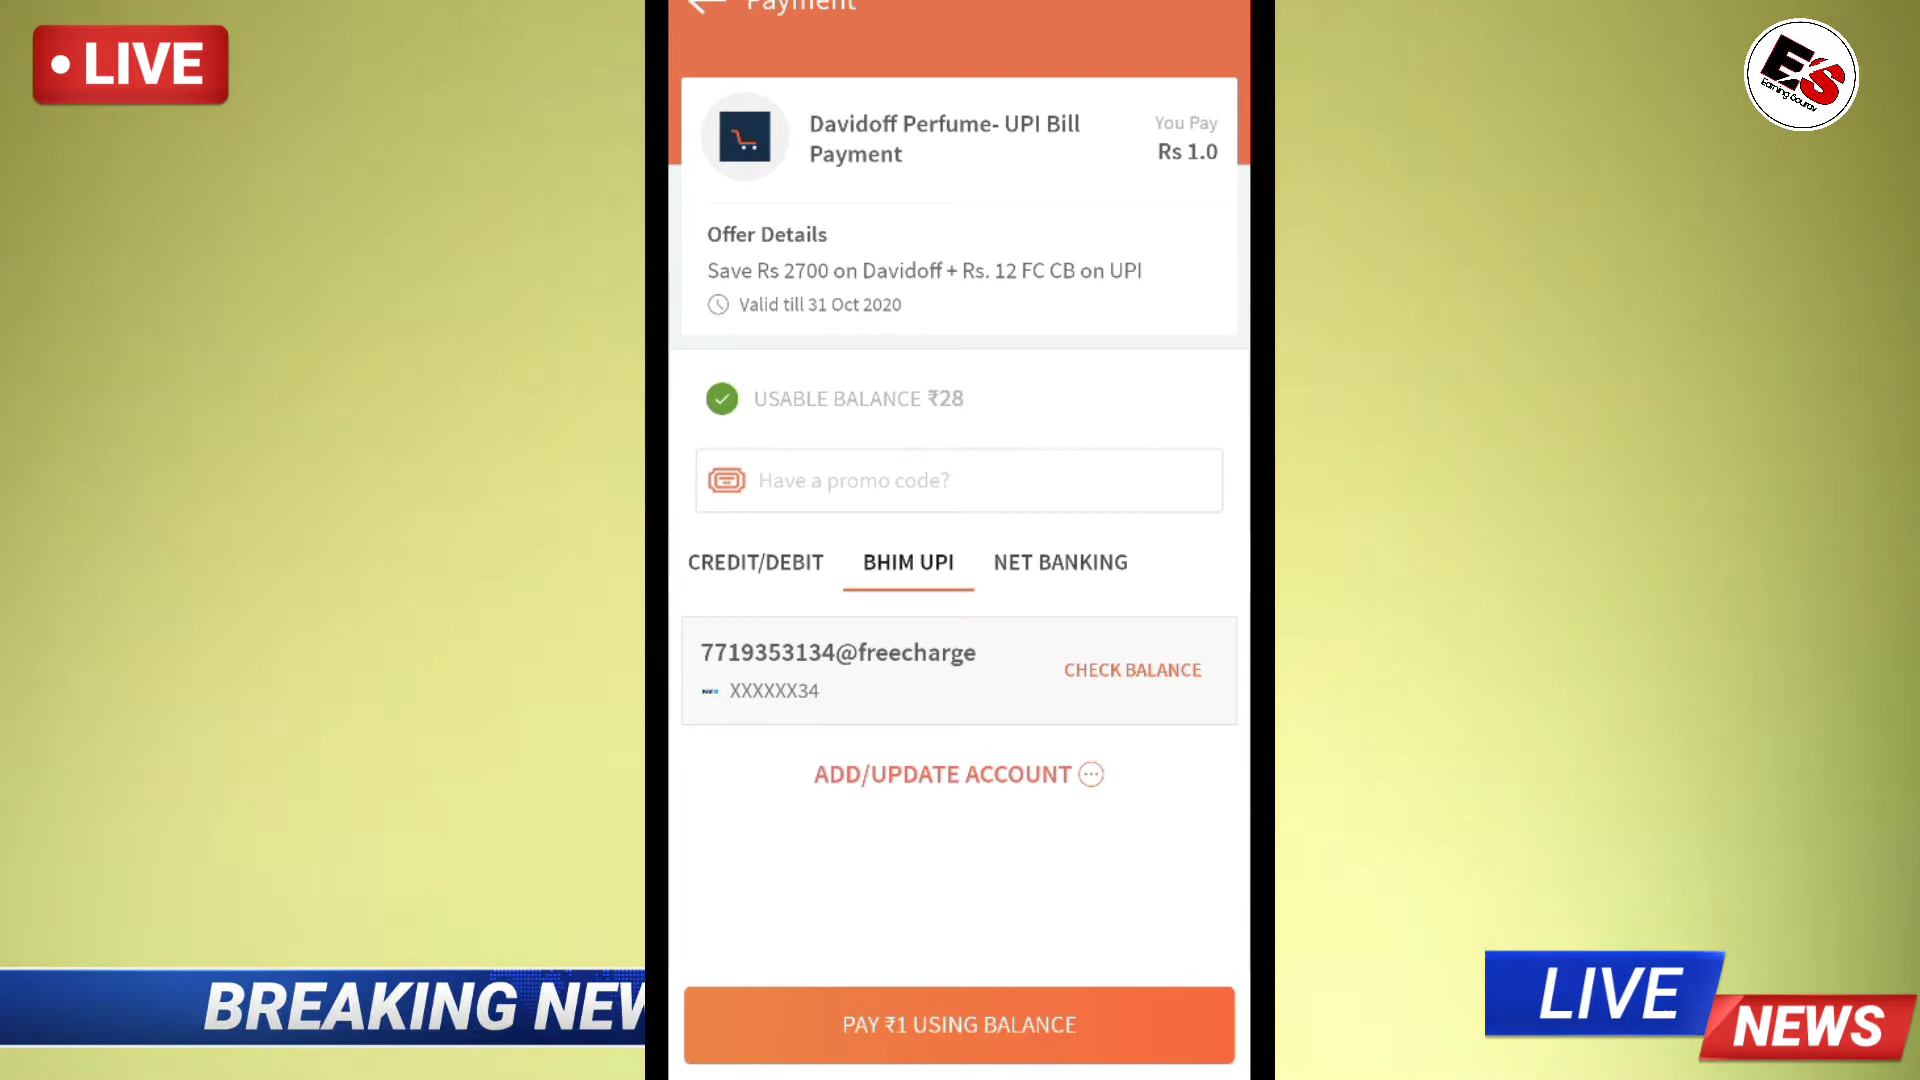 LIVE
Payment
ES
Earning Sourav
Davidoff Perfume- UPI Bill
Payment
You Pay
Rs 1.0
Offer Details
Save Rs 2700 on Davidoff + Rs. 12 FC CB on UPI
Valid till 31 Oct 2020
USABLE BALANCE ₹28
Have a promo code?
CREDIT/DEBIT BHIM UPI NET BANKING
7719353134@freecharge
XXXXXX34
CHECK BALANCE
ADD/UPDATE ACCOUNT
PAY ₹1 USING BALANCE
BREAKING NEW
LIVE
NEWS